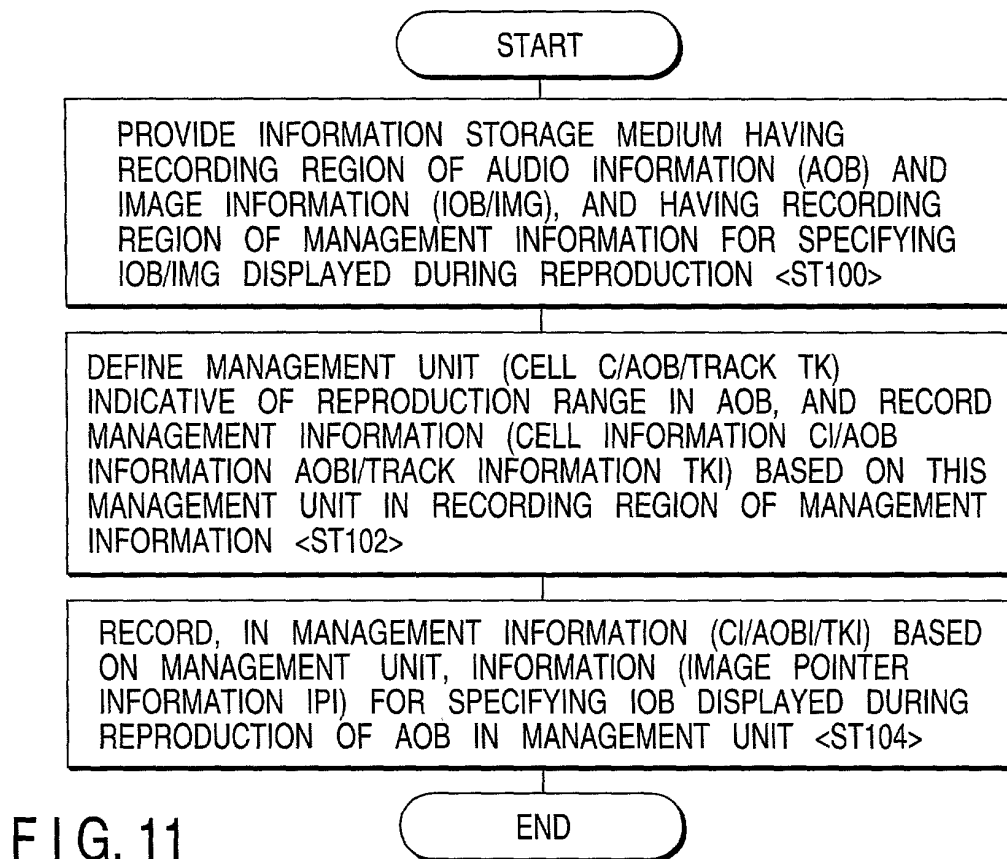 START
PROVIDE INFORMATION STORAGE MEDIUM HAVING
RECORDING REGION OF AUDIO INFORMATION (AOB) AND
IMAGE INFORMATION (IOB/IMG), AND HAVING RECORDING
REGION OF MANAGEMENT INFORMATION FOR SPECIFYING
IOB/IMG DISPLAYED DURING REPRODUCTION <ST100>
DEFINE MANAGEMENT UNIT (CELL C/AOB/TRACK TK)
INDICATIVE OF REPRODUCTION RANGE IN AOB, AND RECORD
MANAGEMENT INFORMATION (CELL INFORMATION CI/AOB
INFORMATION AOBI/TRACK INFORMATION TKI) BASED ON THIS
MANAGEMENT UNIT IN RECORDING REGION OF MANAGEMENT
INFORMATION <ST102>
RECORD, IN MANAGEMENT INFORMATION (CI/AOBI/TKI) BASED
ON MANAGEMENT UNIT, INFORMATION (IMAGE POINTER
INFORMATION IPI) FOR SPECIFYING IOB DISPLAYED DURING
REPRODUCTION OF AOB IN MANAGEMENT UNIT <ST104>
END
FIG. 11